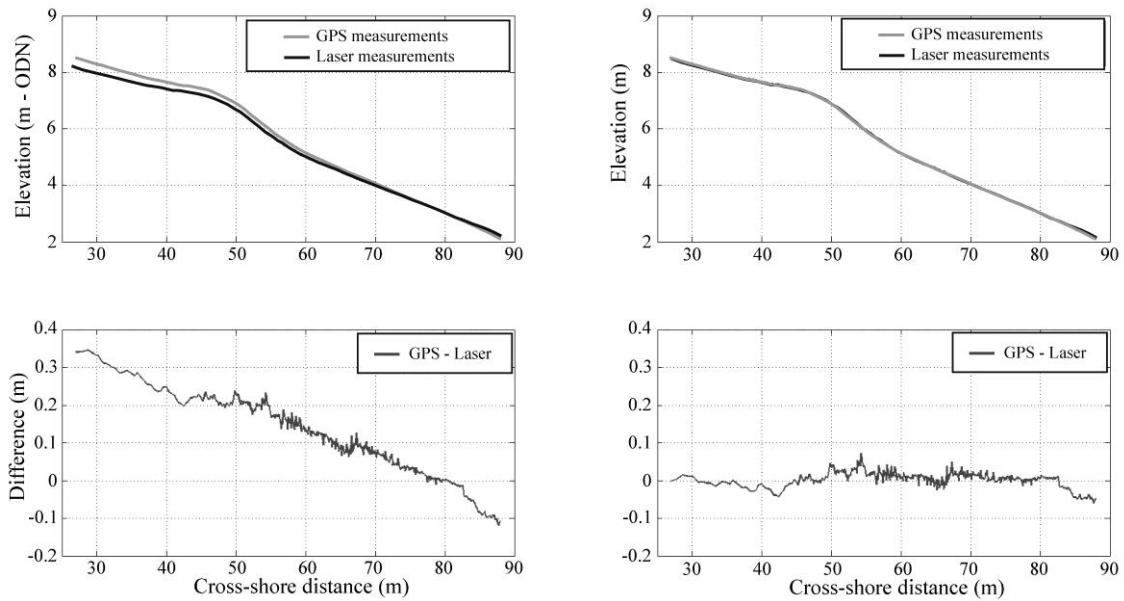 9
8
6
4
2
Elevation (m - ODN)
GPS measurements
Laser measurements
30 40 50 60 70 80 90
9
8
6
4
2
Elevation (m)
GPS measurements
Laser measurements
30 40 50 60 70 80 90
0.4
0.3
0.2
0.1
0
-0.1
-0.2
Difference (m)
GPS - Laser
30 40 50 60 70 80 90
Cross-shore distance (m)
0.4
0.3
0.2
0.1
0
-0.1
-0.2
GPS - Laser
30 40 50 60 70 80 90
Cross-shore distance (m)